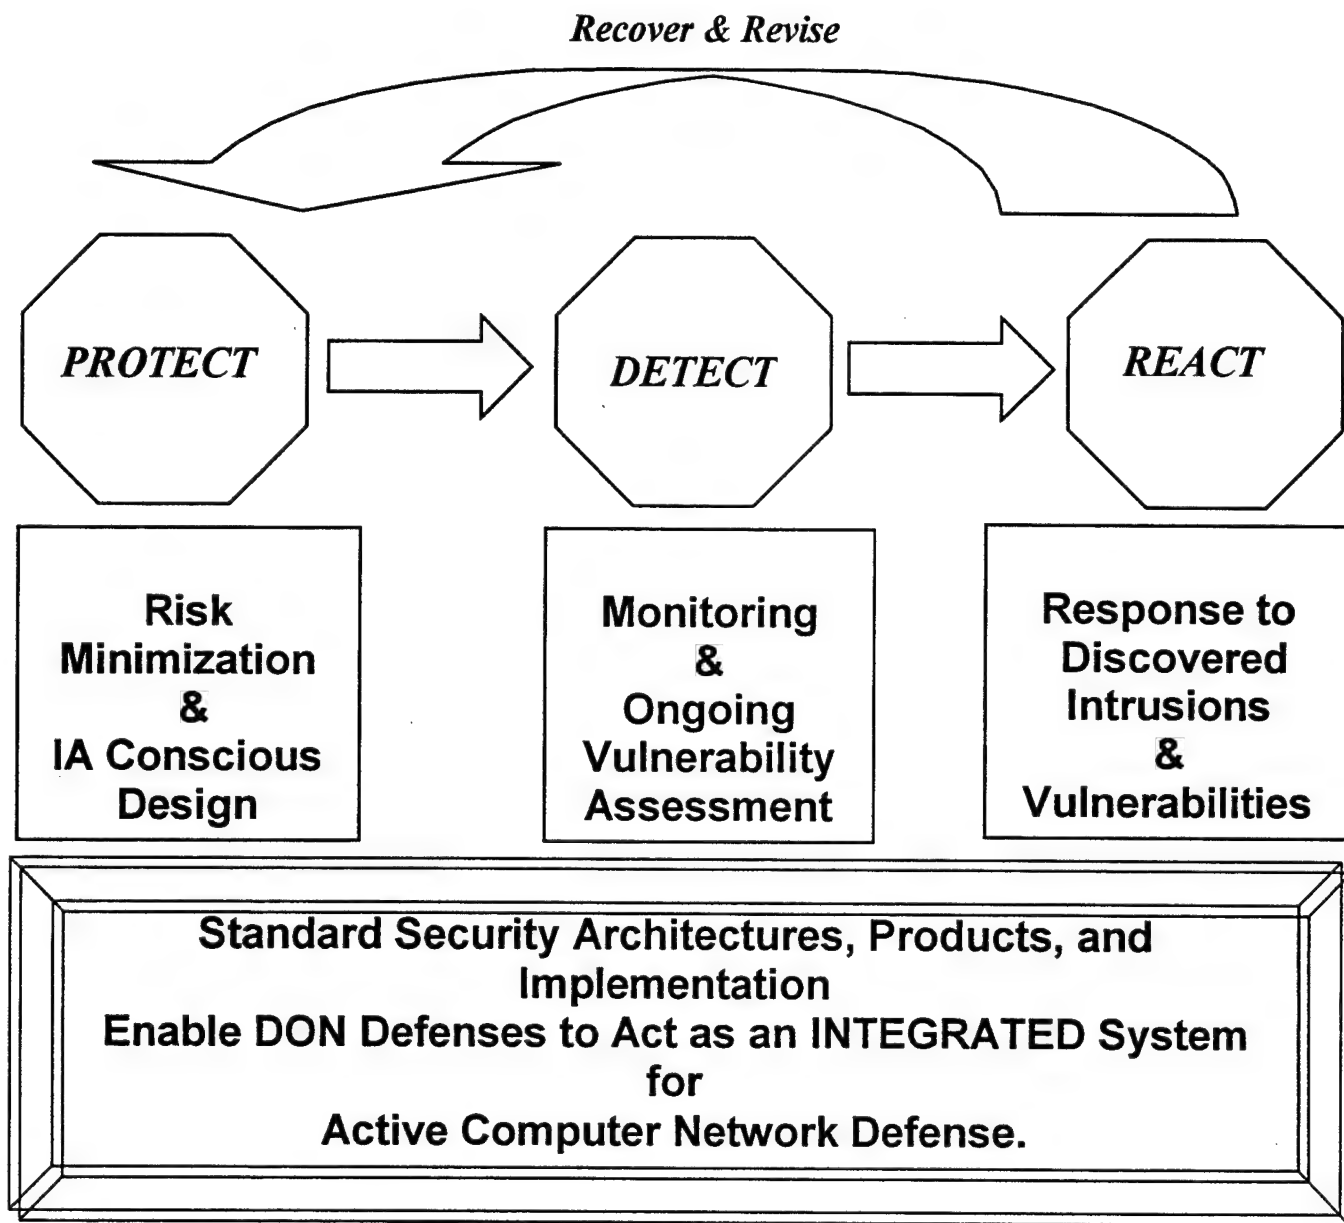 Recover & Revise
PROTECT
DETECT
REACT
Risk
Minimization
&
IA Conscious
Design
Monitoring
&
Ongoing
Vulnerability
Assessment
Response to
Discovered
Intrusions
&
Vulnerabilities
Standard Security Architectures, Products, and
Implementation
Enable DON Defenses to Act as an INTEGRATED System
for
Active Computer Network Defense.